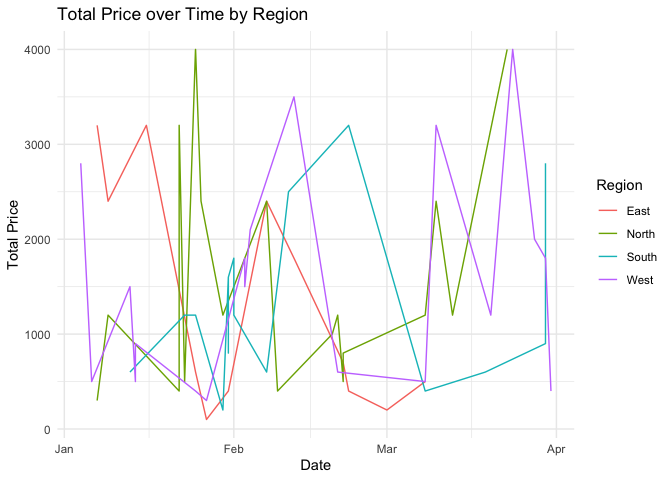 Total Price over Time by Region
4000
3000
2000
1000
0
Total Price
Jan
Feb
Mar
Apr
Date
Region
East
North
South
West